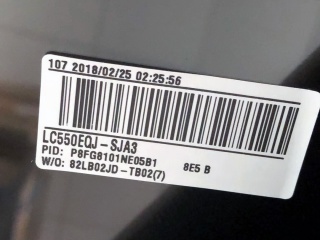 107 2018/02/25 02:25:56
LC550EQJ-SJA3
PID: P8FG8101NE05B1 8E5 B
W/O: 82LB02JD-TB02(7)